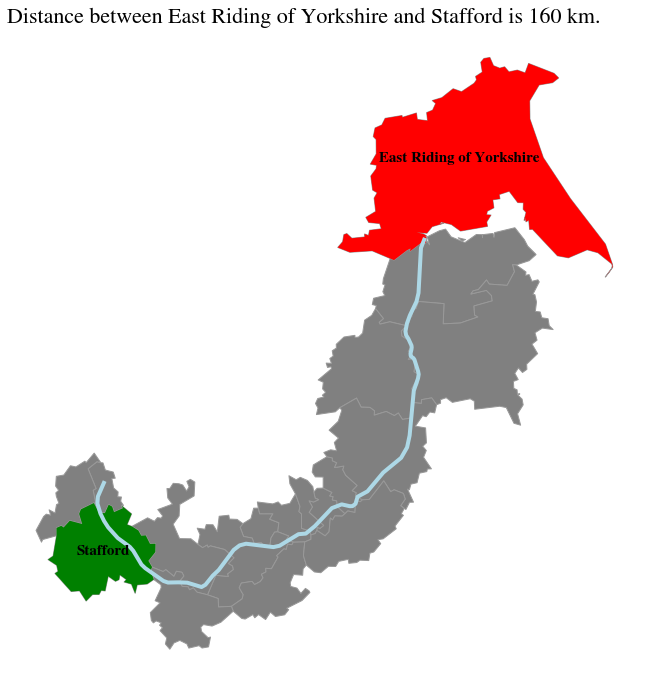 Distance between East Riding of Yorkshire and Stafford is 160 km.
East Riding of Yorkshire
Stafford